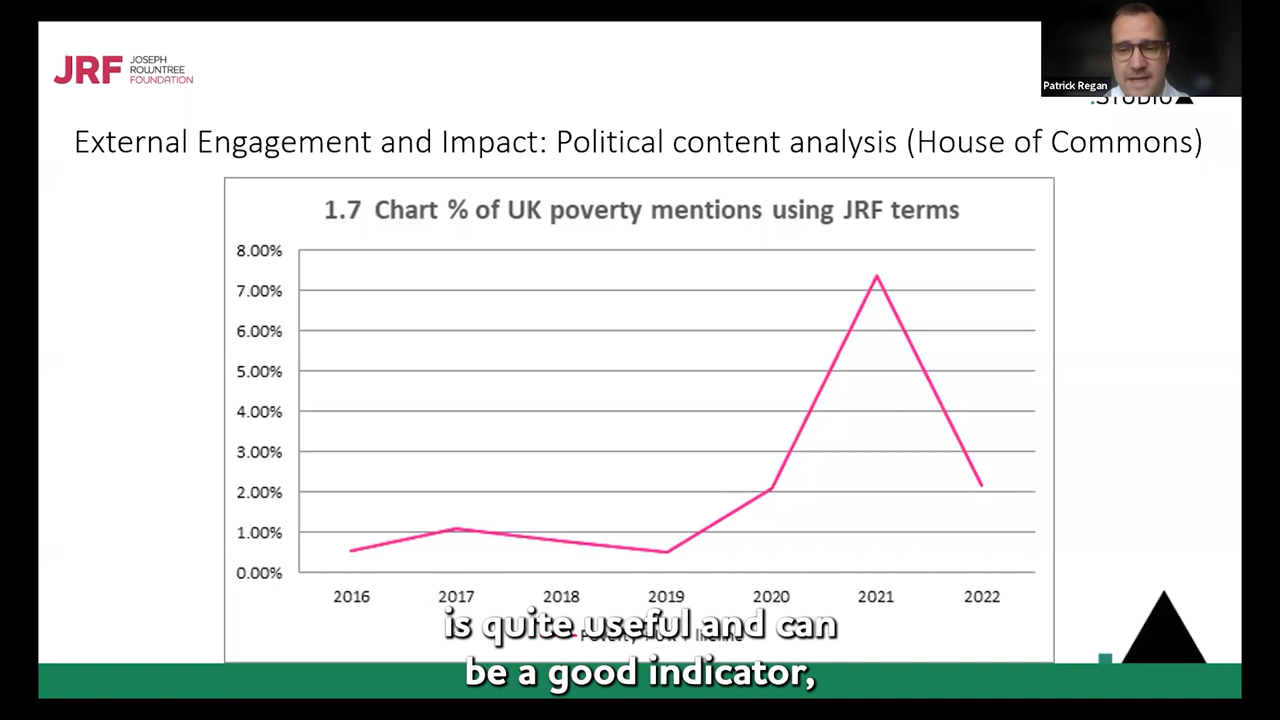 JRF
JOSEPH
ROWNTREE
FOUNDATION
Patrick Regan
.STUDIO
External Engagement and Impact: Political content analysis (House of Commons)
1.7 Chart % of UK poverty mentions using JRF terms
8.00%
7.00%
6.00%
5.00%
4.00%
3.00%
2.00%
1.00%
0.00%
2016 2017 2018 2019 2020 2021 2022
is quite useful and can
be a good indicator,